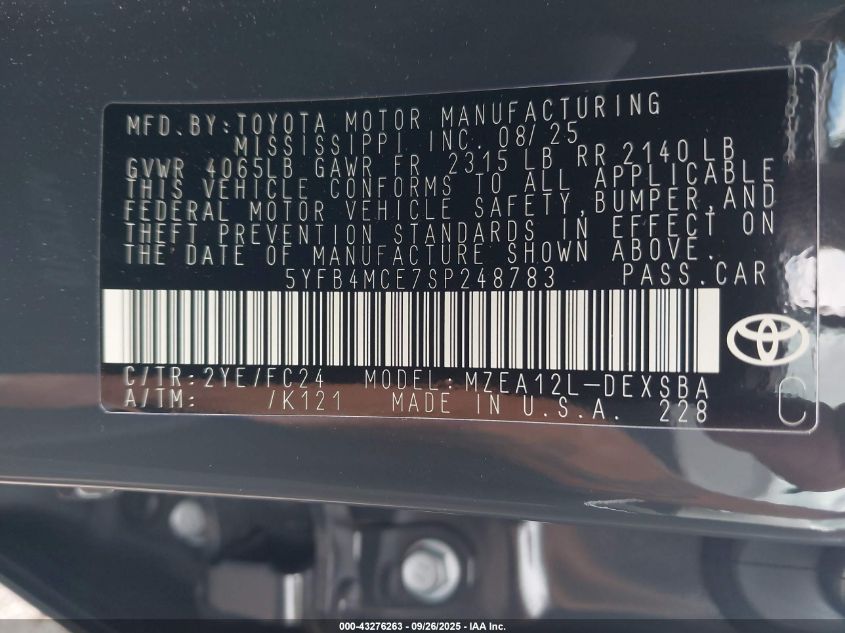 MFD.BY:TOYOTA MOTOR MANUFACTURING
MISSISSIPPI INC. 08/25
GVWR 4065LB GAWR FR 2315 LB RR 2140 LB
THIS VEHICLE CONFORMS TO ALL APPLICABLE
FEDERAL MOTOR VEHICLE SAFETY,BUMPER,AND
THEFT PREVENTION STANDARDS IN EFFECT ON
THE DATE OF MANUFACTURE SHOWN ABOVE.
5YFB4MCE7SP248783 PASS.CAR
C/TR:2YE/FC24 MODEL:MZEA12L-DEXSBA
A/TM: /K121 MADE IN U.S.A. 228
C
000-43276263 - 09/26/2025 - IAA Inc.